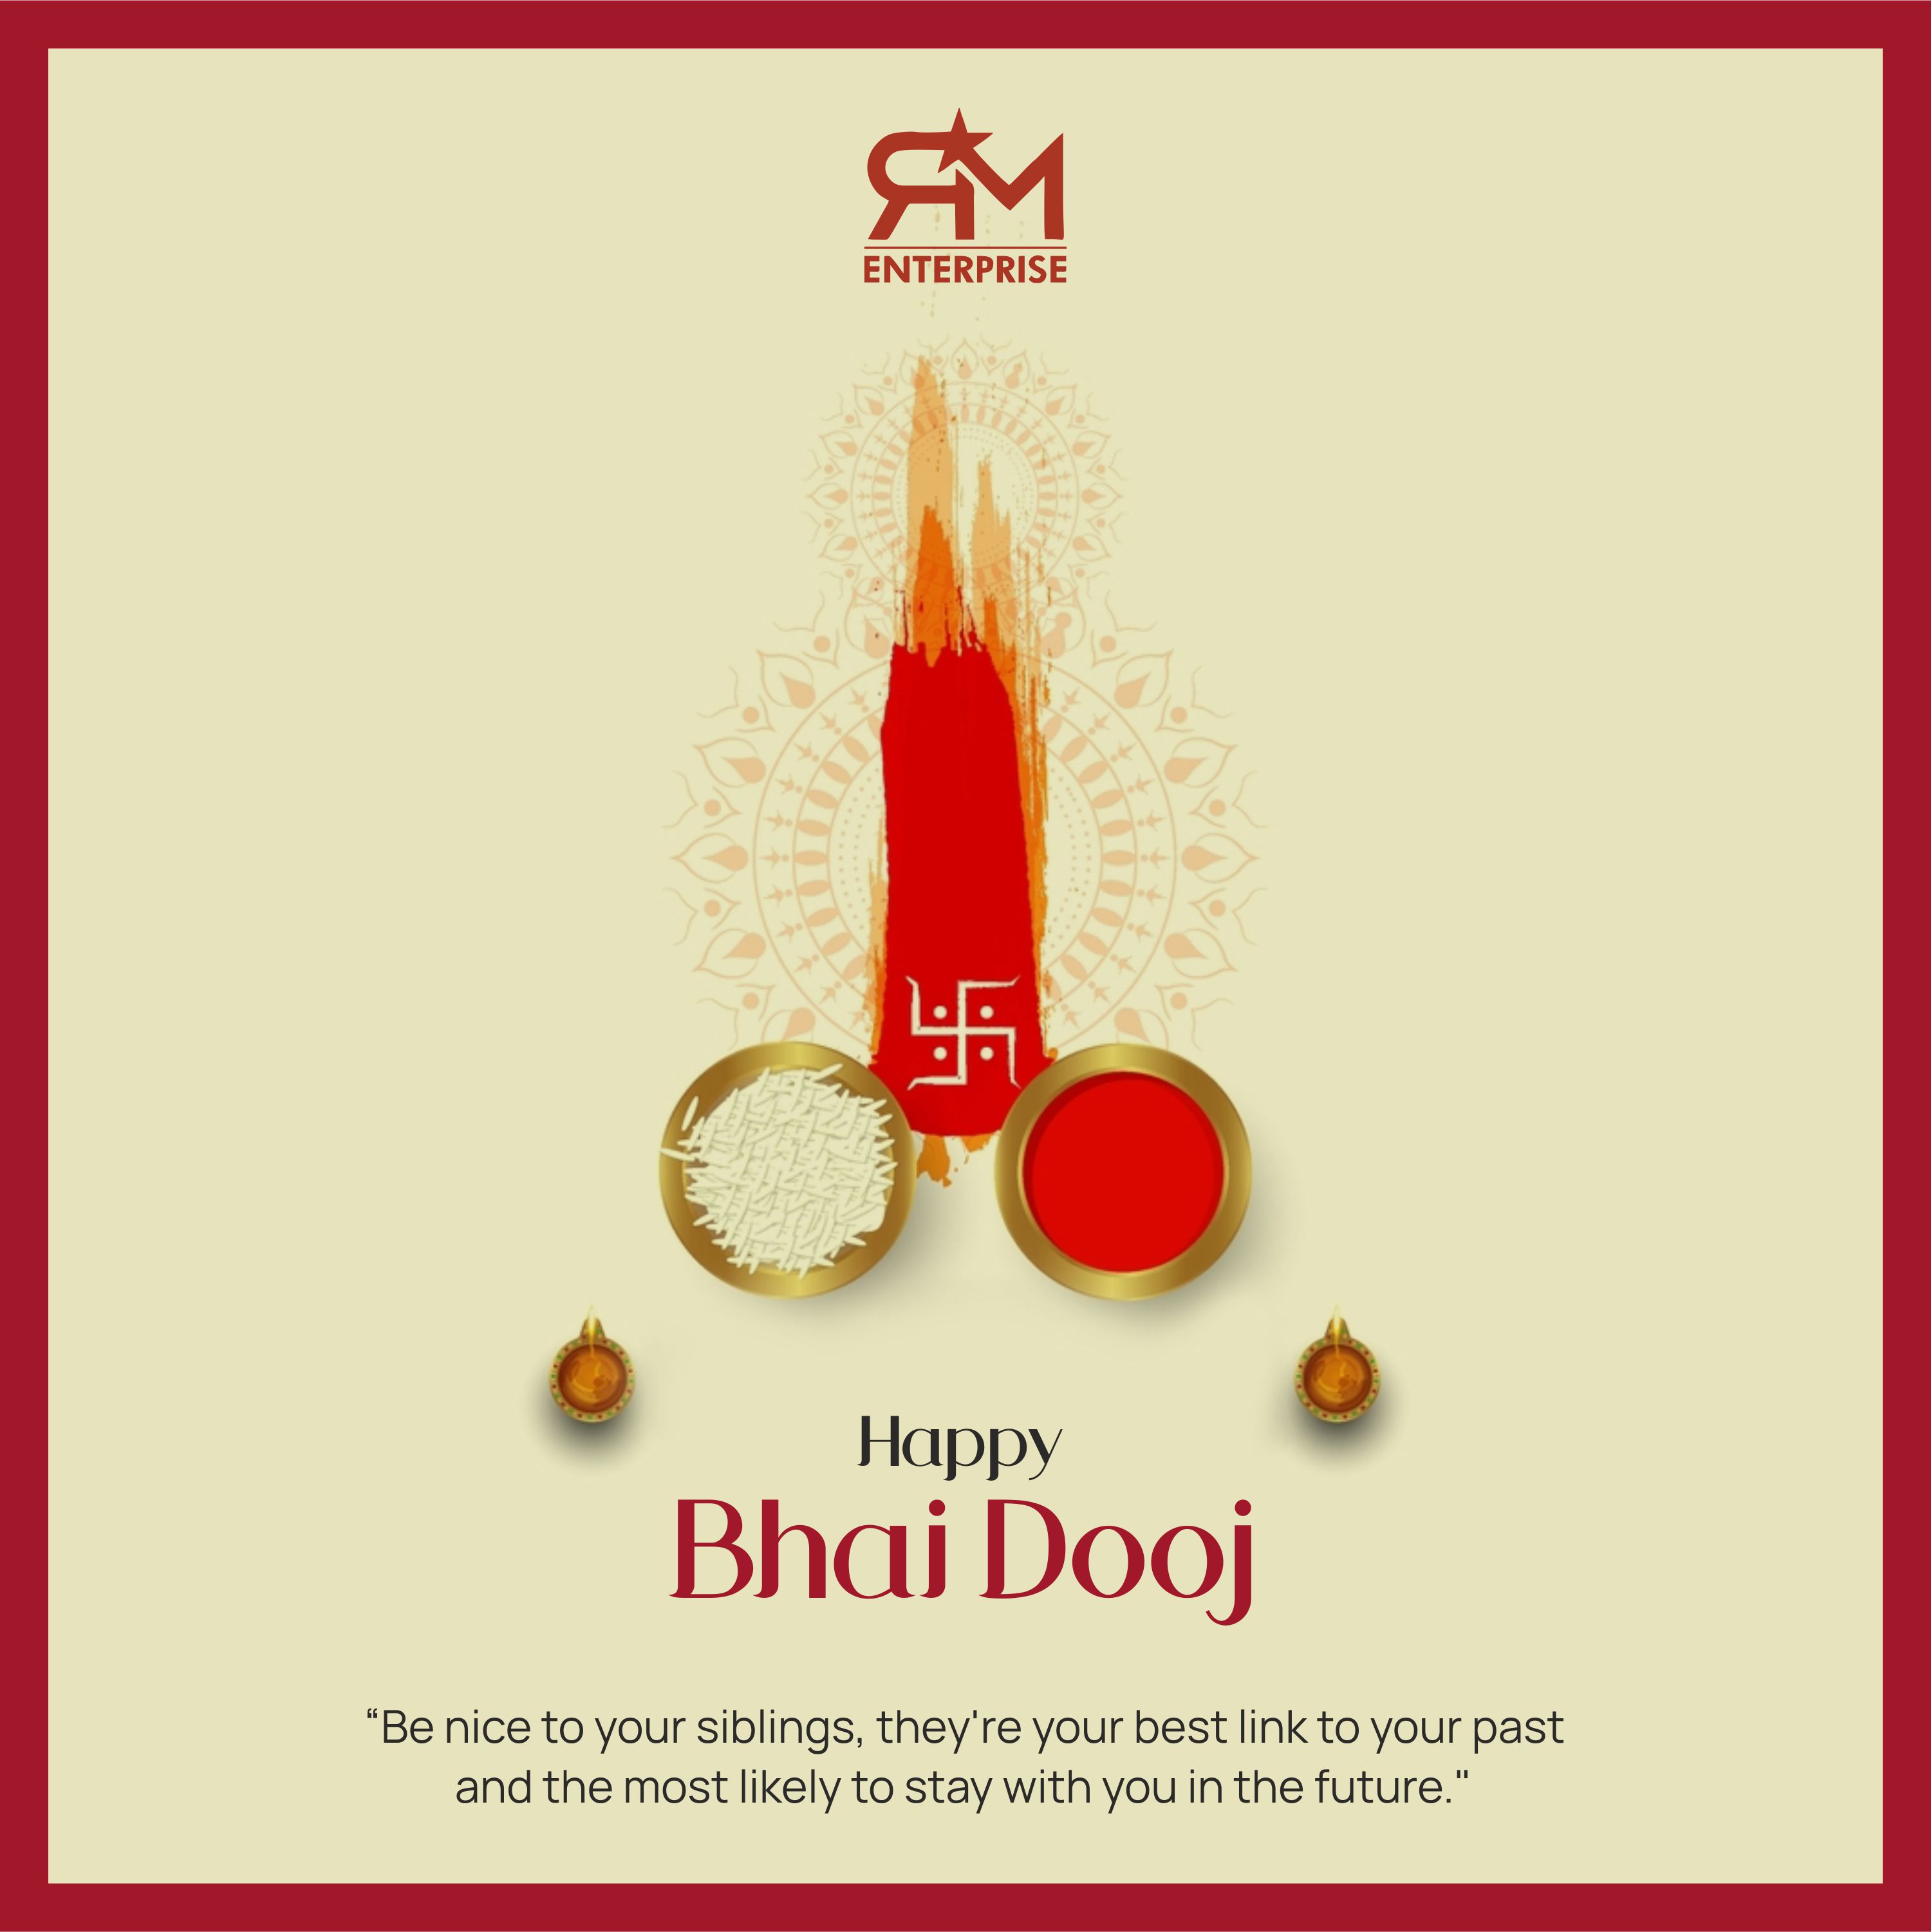 RM
ENTERPRISE
Happy
Bhai Dooj
“Be nice to your siblings, they're your best link to your past
and the most likely to stay with you in the future."